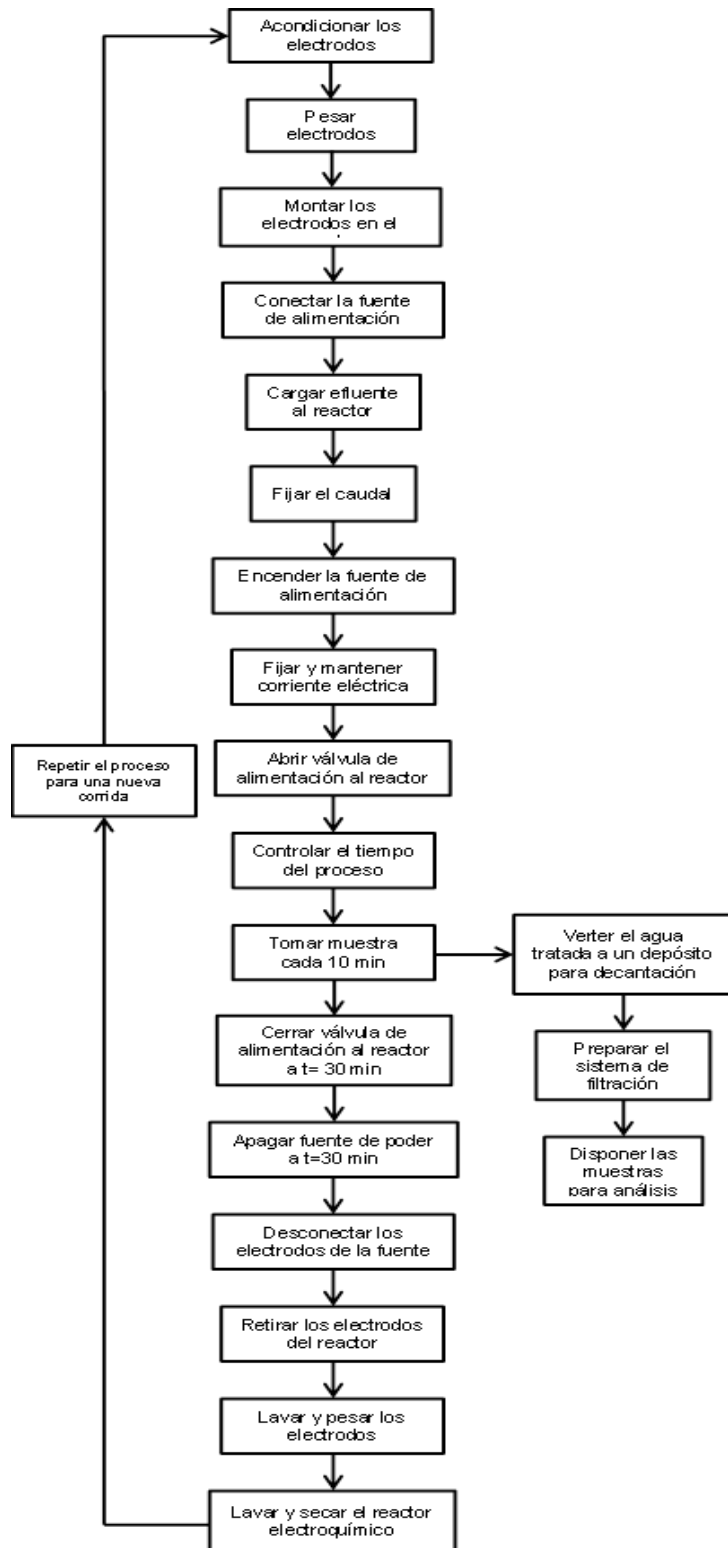 Acondicionar los
electrodos
Pesar
electrodos
Montar los
electrodos en el
Conectar la fuente
de alimentación
Cargar efluente
al reactor
Fijar el caudal
Encender la fuente de
alimentación
Fijar y mantener
corriente eléctrica
Abrir válvula de
alimentación al reactor
Controlar el tiempo
del proceso
Tomar muestra
cada 10 min
Cerrar válvula de
alimentación al reactor
a t= 30 min
Apagar fuente de poder
a t=30 min
Desconectar los
electrodos de la fuente
Retirar los electrodos
del reactor
Lavar y pesar los
electrodos
Lavar y secar el reactor
electroquímico
Repetir el proceso
para una nueva
corrida
Verter el agua
tratada a un depósito
para decantación
Preparar el
sistema de
filtración
Disponer las
muestras
para análisis